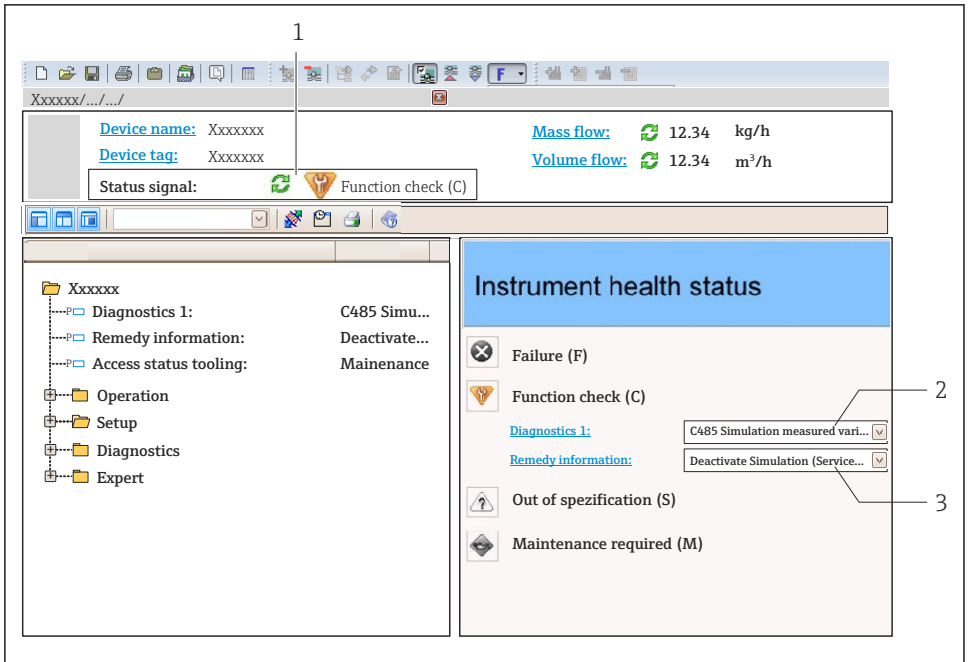 1
F
Xxxxxx/.../.../
Device name: Xxxxxxx
Mass flow: 12.34 kg/h
Device tag: Xxxxxxx
Volume flow: 12.34 m³/h
Status signal: Function check (C)
Xxxxxx
P Diagnostics 1: C485 Simu...
P Remedy information: Deactivate...
P Access status tooling: Mainenance
Operation
Setup
Diagnostics
Expert
Instrument health status
Failure (F)
Function check (C)
Diagnostics 1: C485 Simulation measured vari...
2
Remedy information: Deactivate Simulation (Service...
3
Out of spezification (S)
Maintenance required (M)